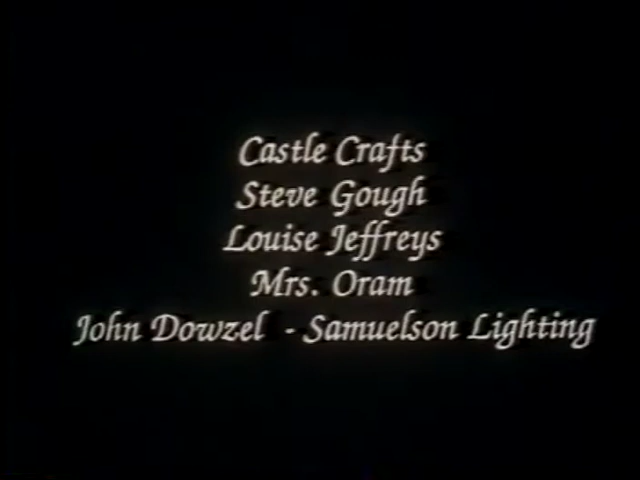 Castle Crafts
Steve Gough
Louise Jeffreys
Mrs. Oram
John Dowzel - Samuelson Lighting